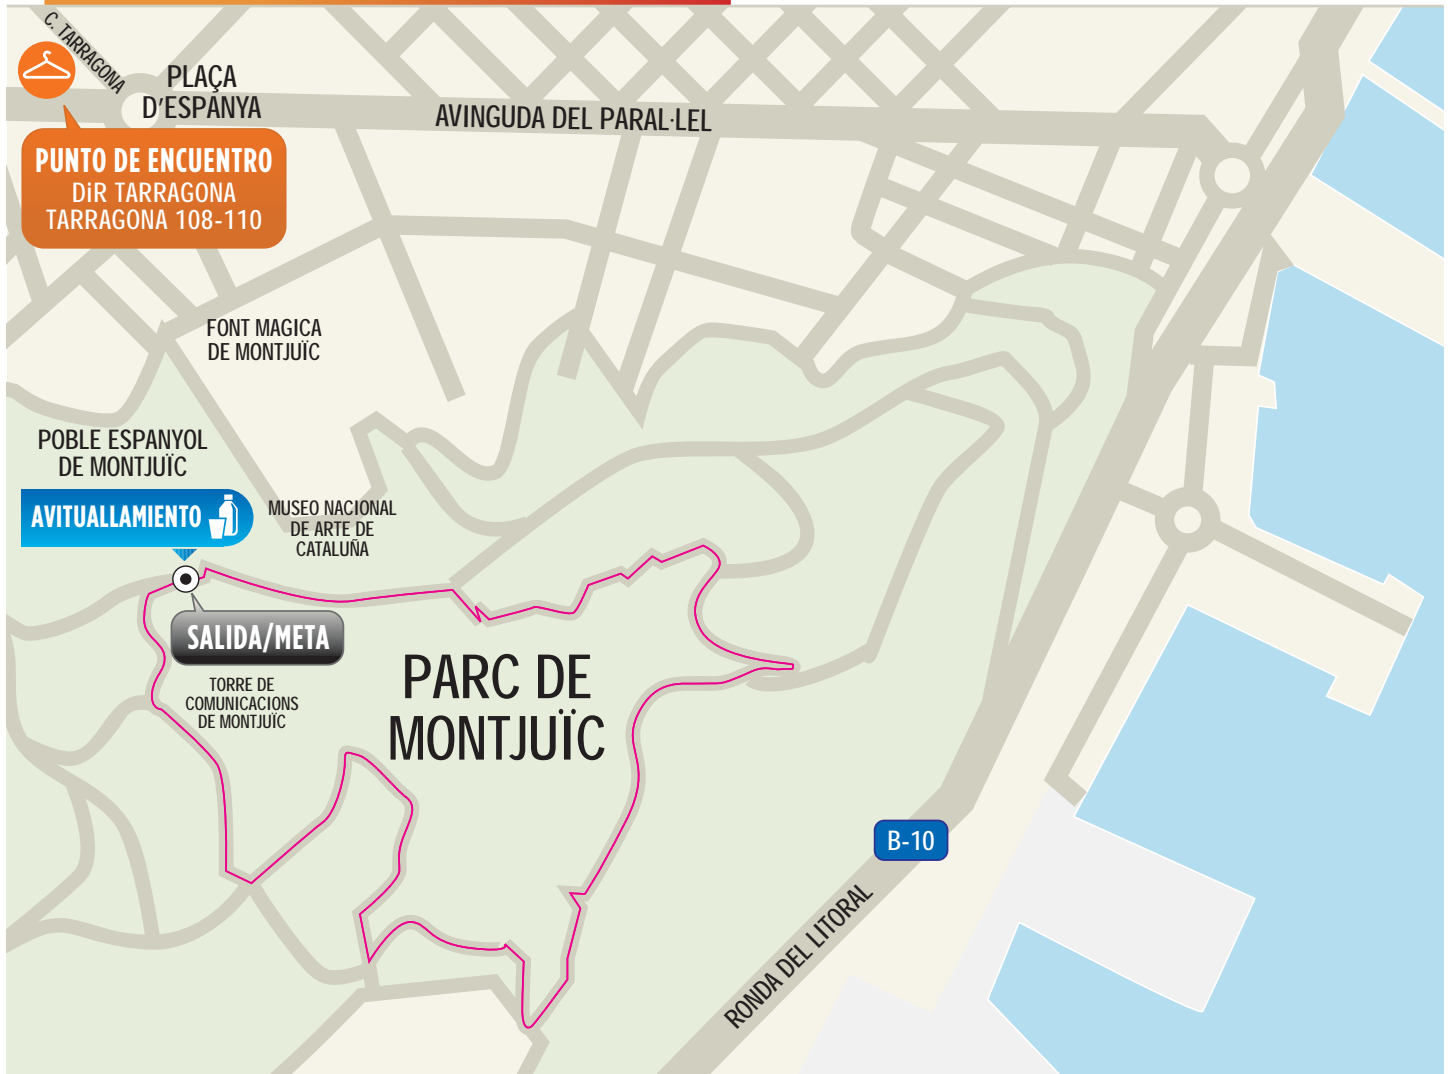 C. TARRAGONA
PLAÇA
D'ESPANYA
AVINGUDA DEL PARAL·LEL
PUNTO DE ENCUENTRO
DiR TARRAGONA
TARRAGONA 108-110
FONT MAGICA
DE MONTJUÏC
POBLE ESPANYOL
DE MONTJUÏC
AVITUALLAMIENTO
MUSEO NACIONAL
DE ARTE DE
CATALUÑA
SALIDA/META
TORRE DE
COMUNICACIONS
DE MONTJUÏC
PARC DE
MONTJUÏC
B-10
RONDA DEL LITORAL